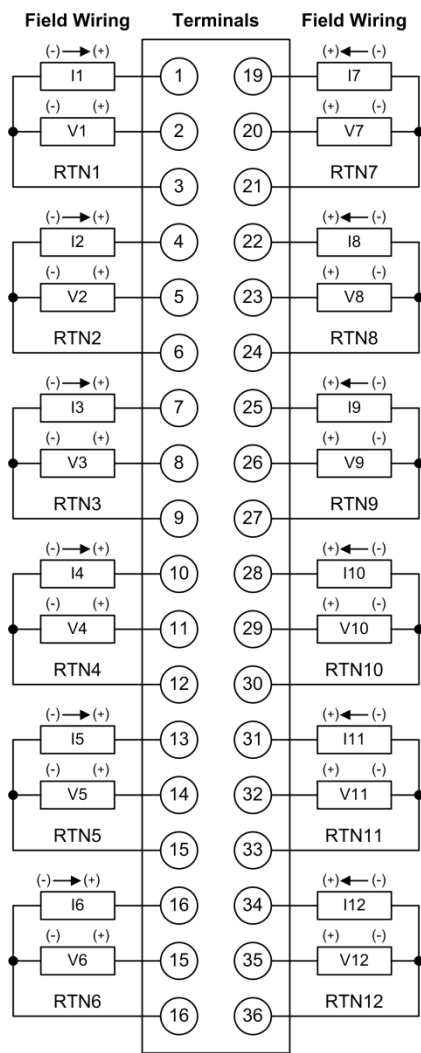 Field Wiring Terminals Field Wiring
(-) (+) (+) (-)
I1 1 19 I7
(-) (+) (+) (-)
V1 2 20 V7
RTN1 3 21 RTN7
(-) (+) (+) (-)
I2 4 22 I8
(-) (+) (+) (-)
V2 5 23 V8
RTN2 6 24 RTN8
(-) (+) (+) (-)
I3 7 25 I9
(-) (+) (+) (-)
V3 8 26 V9
RTN3 9 27 RTN9
(-) (+) (+) (-)
I4 10 28 I10
(-) (+) (+) (-)
V4 11 29 V10
RTN4 12 30 RTN10
(-) (+) (+) (-)
I5 13 31 I11
(-) (+) (+) (-)
V5 14 32 V11
RTN5 15 33 RTN11
(-) (+) (+) (-)
I6 16 34 I12
(-) (+) (+) (-)
V6 15 35 V12
RTN6 16 36 RTN12